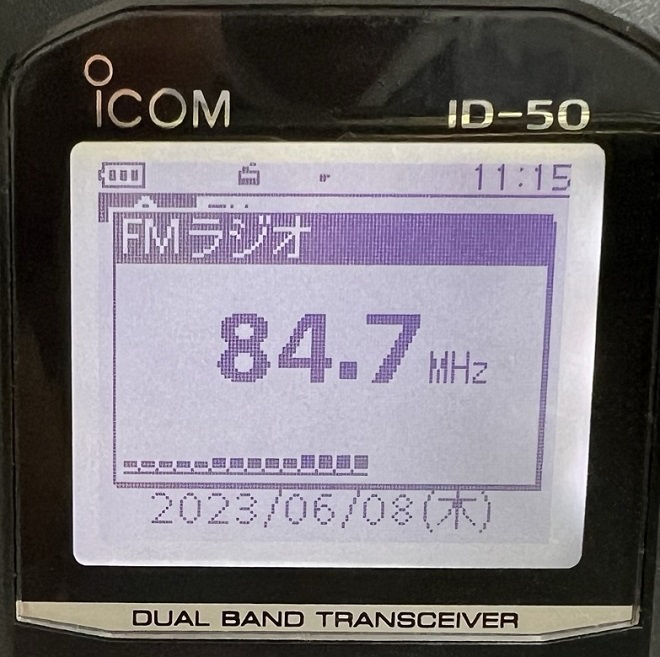 ICOM ID-50
11:15
FMラジオ
84.7 MHz
2023/06/08(木)
DUAL BAND TRANSCEIVER